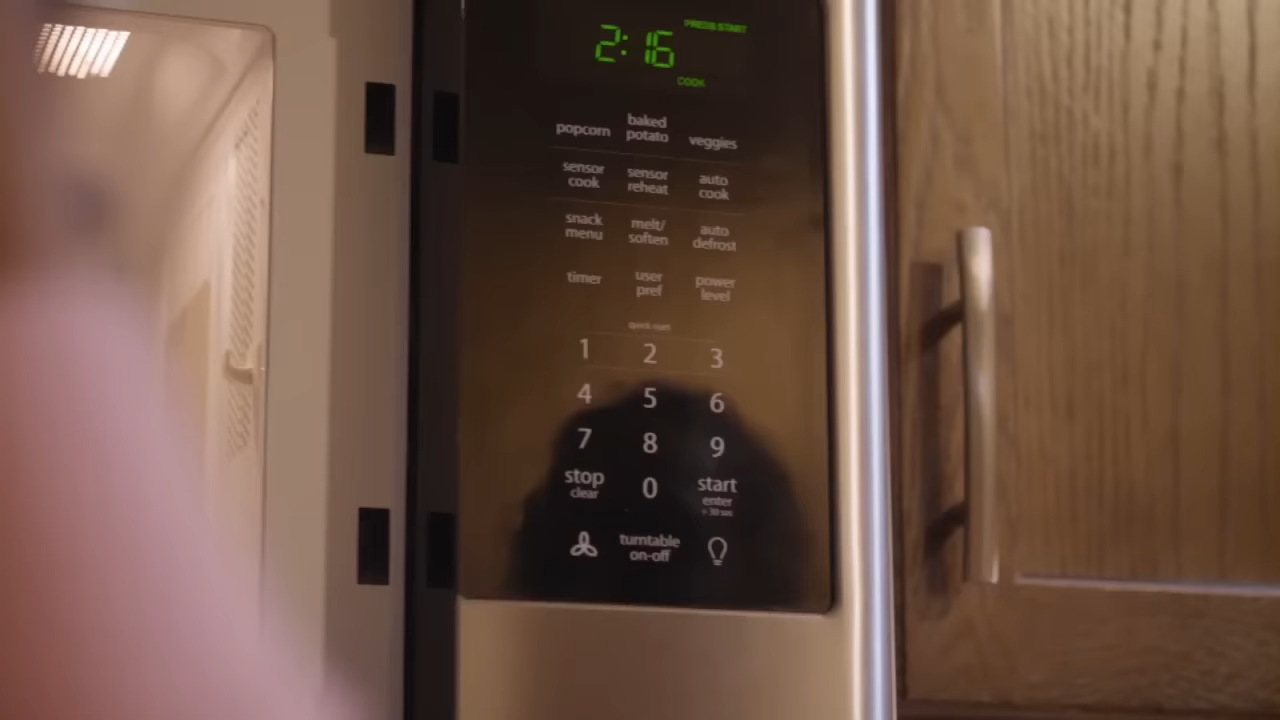 PRESS START
2:16
COOK
popcorn baked potato veggies
sensor cook sensor reheat auto cook
snack menu melt/ soften auto defrost
timer user pref power level
quick start
1 2 3
4 5 6
7 8 9
stop clear 0 start enter
+ 30 sec
turntable on-off